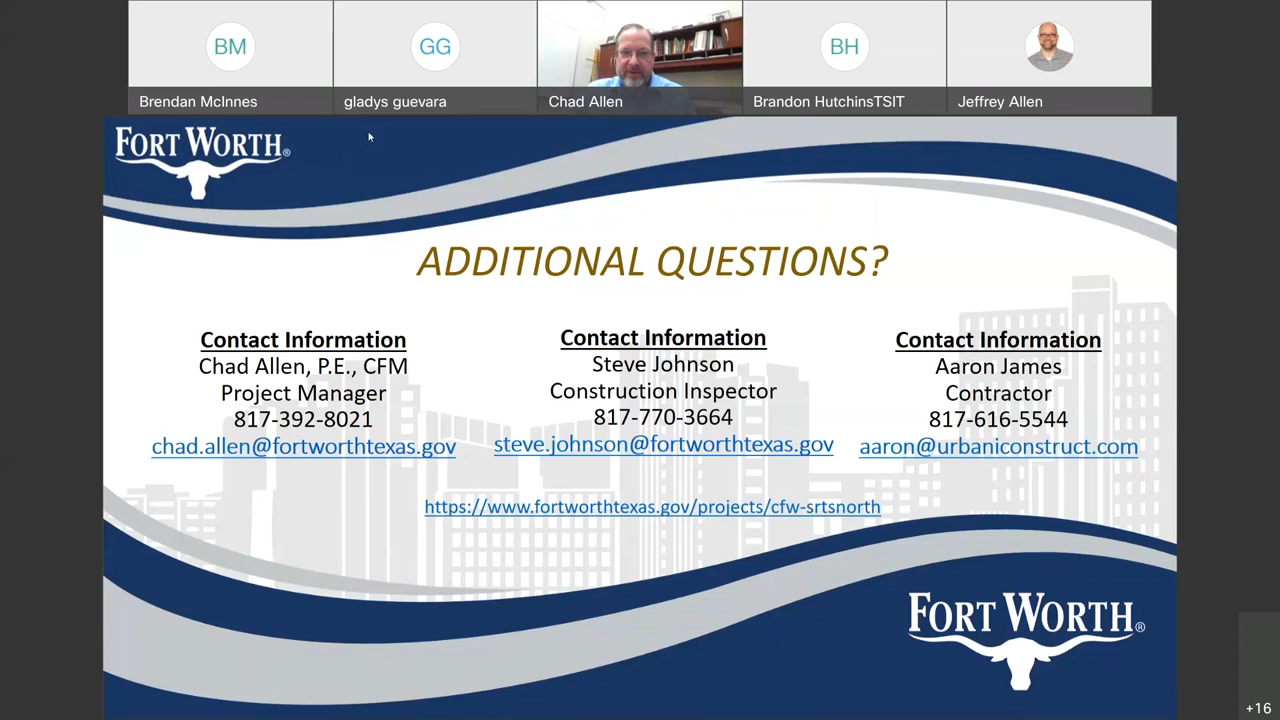 BM
GG
BH
Brendan McInnes
gladys guevara
Chad Allen
Brandon HutchinsTSIT
Jeffrey Allen
FORT WORTH®
ADDITIONAL QUESTIONS?
Contact Information
Chad Allen, P.E., CFM
Project Manager
817-392-8021
chad.allen@fortworthtexas.gov
Contact Information
Steve Johnson
Construction Inspector
817-770-3664
steve.johnson@fortworthtexas.gov
Contact Information
Aaron James
Contractor
817-616-5544
aaron@urbaniconstruct.com
https://www.fortworthtexas.gov/projects/cfw-srtsnorth
FORT WORTH®
+16